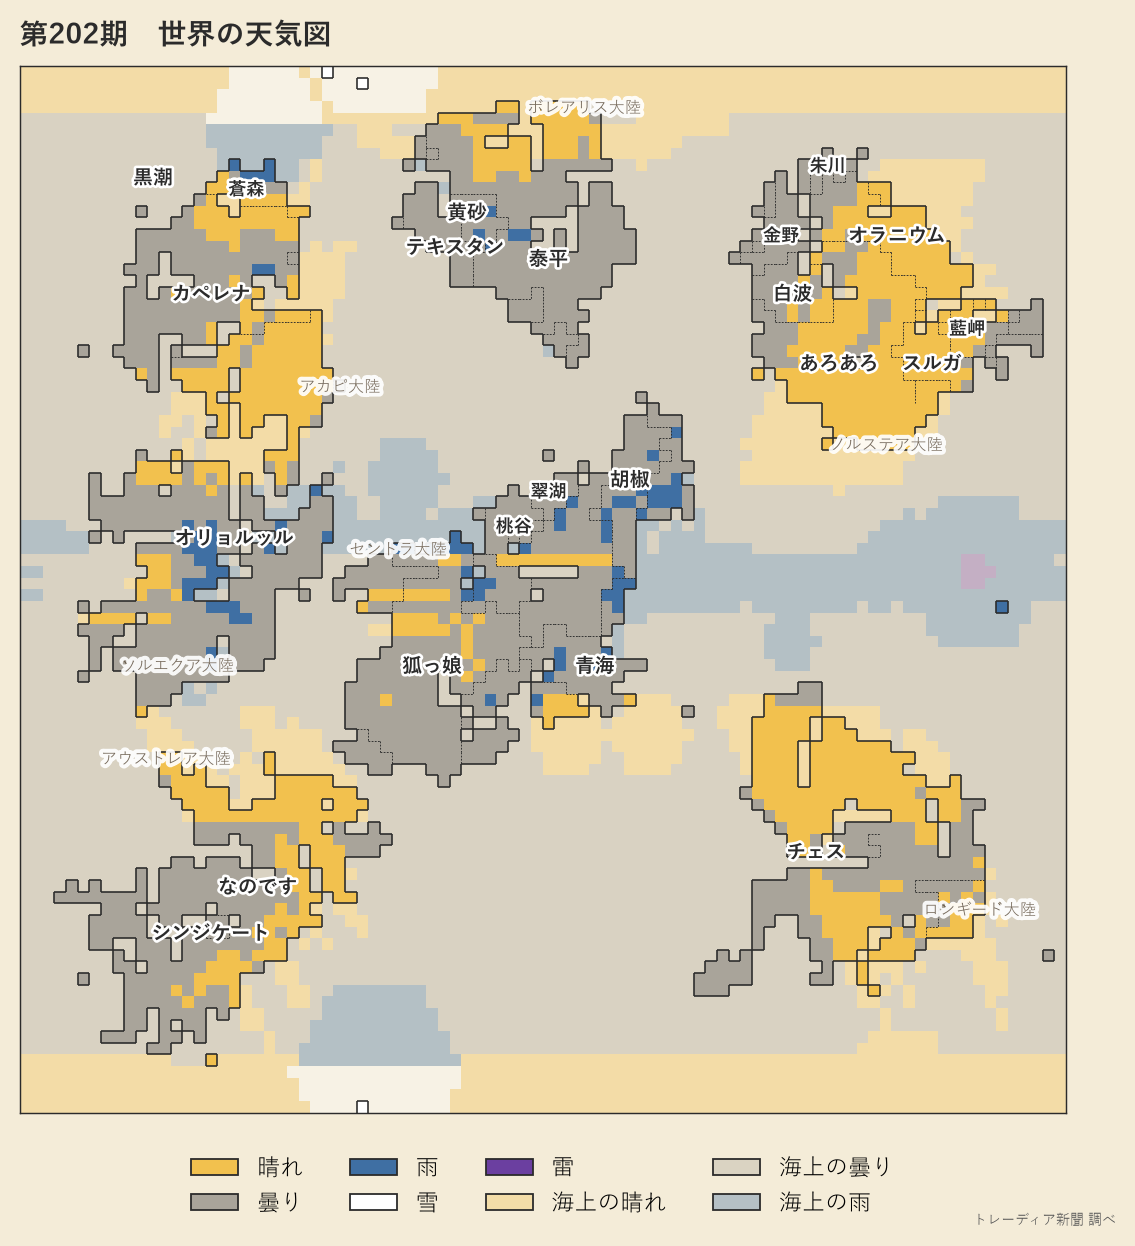 第202期　世界の天気図
ボレアリス大陸
朱川
黒潮
蒼森
黄砂
テキスタン
泰平
金野
オラニウム
カペレナ
白波
藍岬
あろあろ
スルガ
アカピ大陸
ノルステア大陸
胡椒
翠湖
桃谷
オリョルッル
セントラ大陸
ソルエクア大陸
狐っ娘
青海
アウストレア大陸
チェス
なのです
ロンギード大陸
シンジケート
晴れ
雨
雷
海上の曇り
曇り
雪
海上の晴れ
海上の雨
トレーディア新聞 調べ